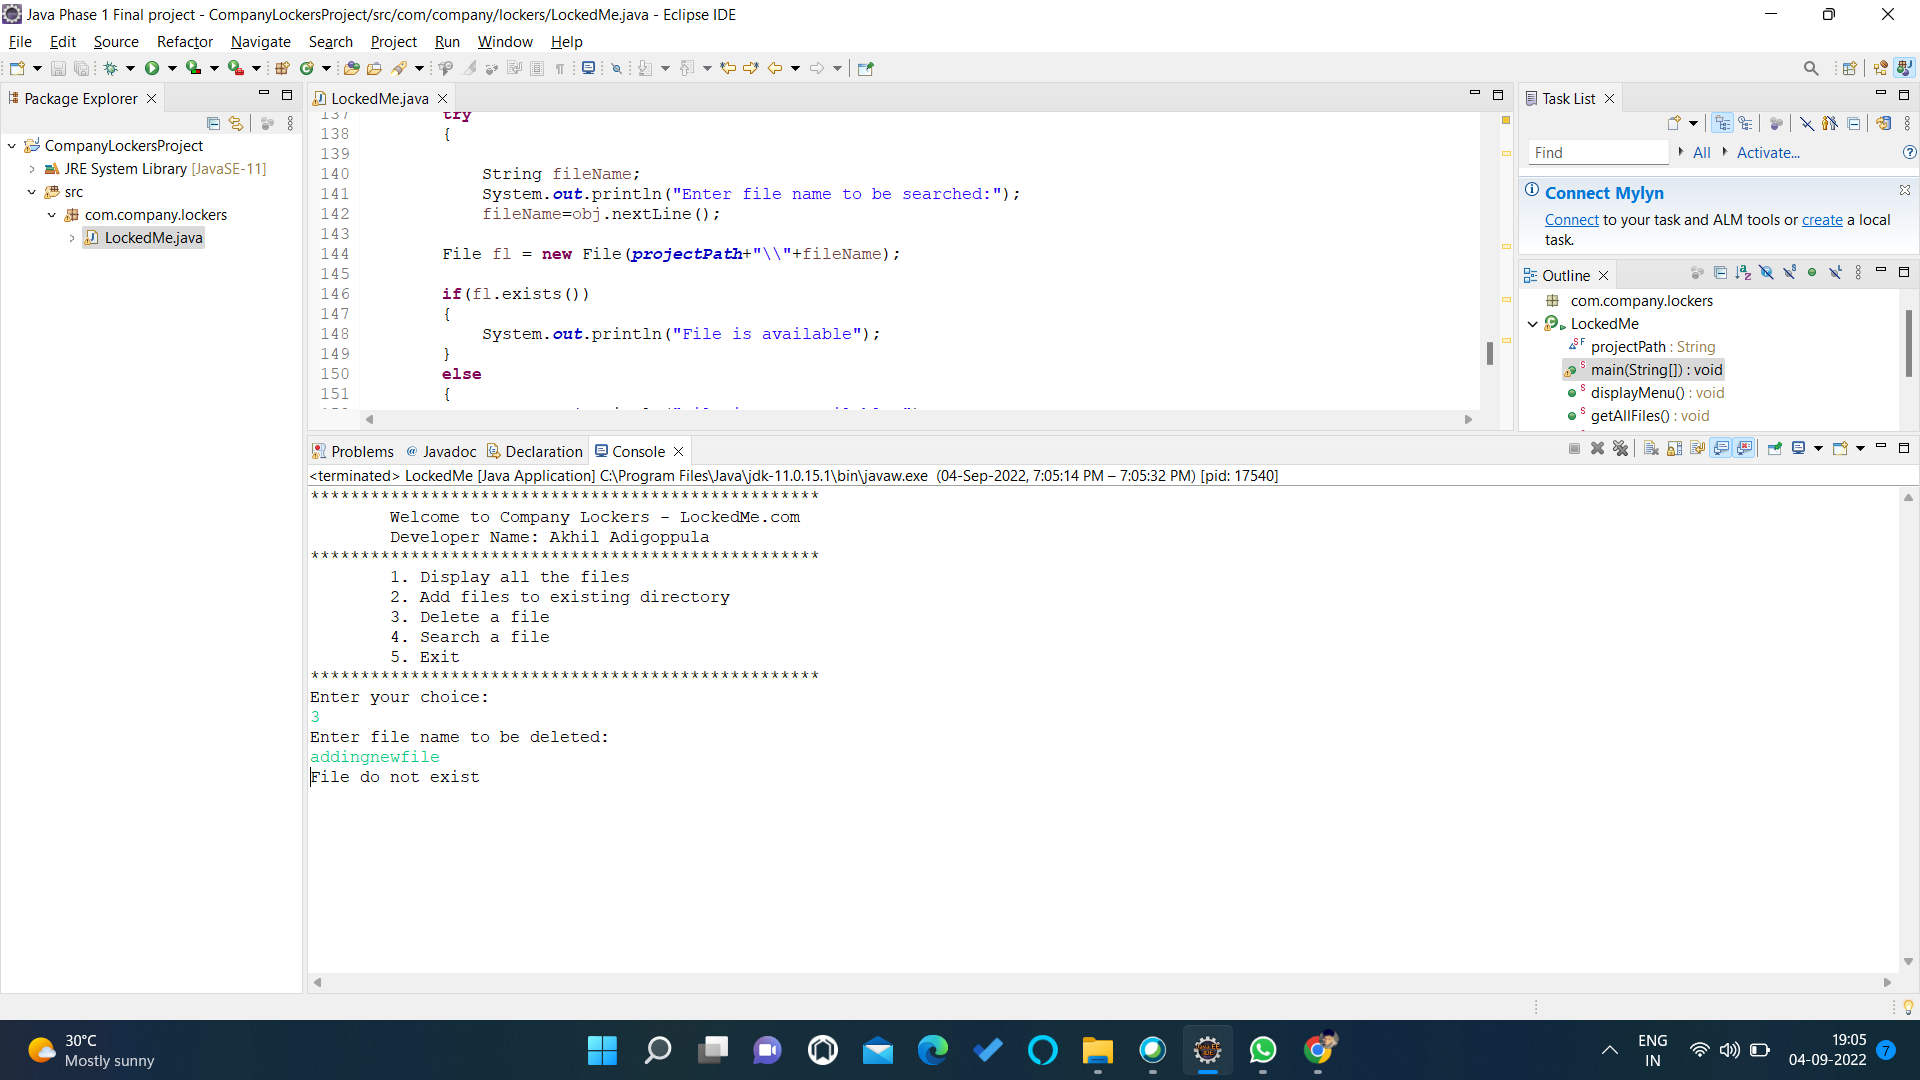 Java Phase 1 Final project - CompanyLockersProject/src/com/company/lockers/LockedMe.java - Eclipse IDE
File Edit Source Refactor Navigate Search Project Run Window Help
Package Explorer
CompanyLockersProject
JRE System Library [JavaSE-11]
src
com.company.lockers
LockedMe.java
LockedMe.java
137 try
138 {
139
140 String fileName;
141 System.out.println("Enter file name to be searched:");
142 fileName=obj.nextLine();
143
144 File fl = new File(projectPath+"\\"+fileName);
145
146 if(fl.exists())
147 {
148 System.out.println("File is available");
149 }
150 else
151 {
Task List
Find All Activate...
Connect Mylyn
Connect to your task and ALM tools or create a local
task.
Outline
com.company.lockers
LockedMe
projectPath : String
main(String[]) : void
displayMenu() : void
getAllFiles() : void
Problems Javadoc Declaration Console
<terminated> LockedMe [Java Application] C:\Program Files\Java\jdk-11.0.15.1\bin\javaw.exe (04-Sep-2022, 7:05:14 PM – 7:05:32 PM) [pid: 17540]
***************************************************
Welcome to Company Lockers - LockedMe.com
Developer Name: Akhil Adigoppula
***************************************************
1. Display all the files
2. Add files to existing directory
3. Delete a file
4. Search a file
5. Exit
***************************************************
Enter your choice:
3
Enter file name to be deleted:
addingnewfile
File do not exist
30°C
Mostly sunny
ENG
IN
19:05
04-09-2022
7